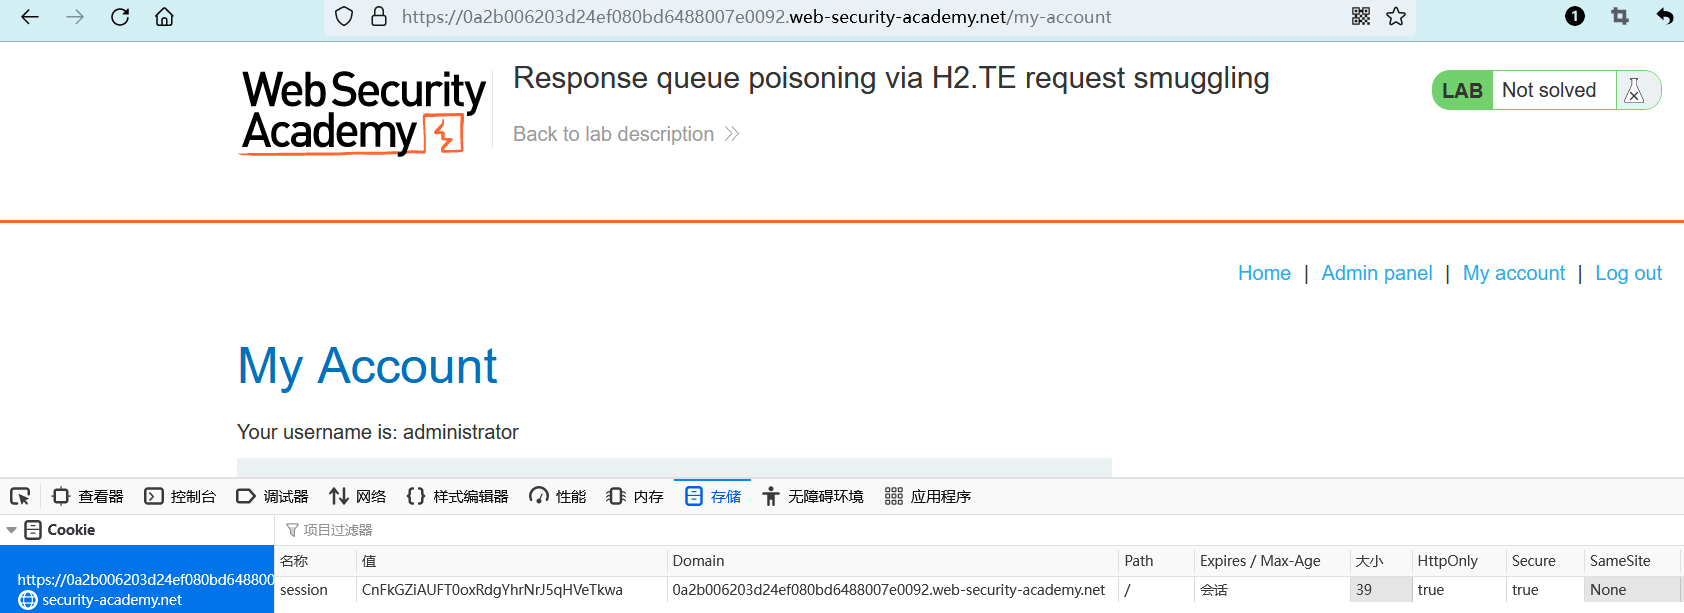 https://0a2b006203d24ef080bd6488007e0092.web-security-academy.net/my-account
1
Web Security
Academy
Response queue poisoning via H2.TE request smuggling
Back to lab description
LAB Not solved
Home | Admin panel | My account | Log out
My Account
Your username is: administrator
查看器 控制台 调试器 网络 样式编辑器 性能 内存 存储 无障碍环境 应用程序
Cookie 项目过滤器
名称 值 Domain Path Expires / Max-Age 大小 HttpOnly Secure SameSite
https://0a2b006203d24ef080bd648800
security-academy.net
session CnFkGZiAUFT0oxRdgYhrNrJ5qHVeTkwa 0a2b006203d24ef080bd6488007e0092.web-security-academy.net / 会话 39 true true None